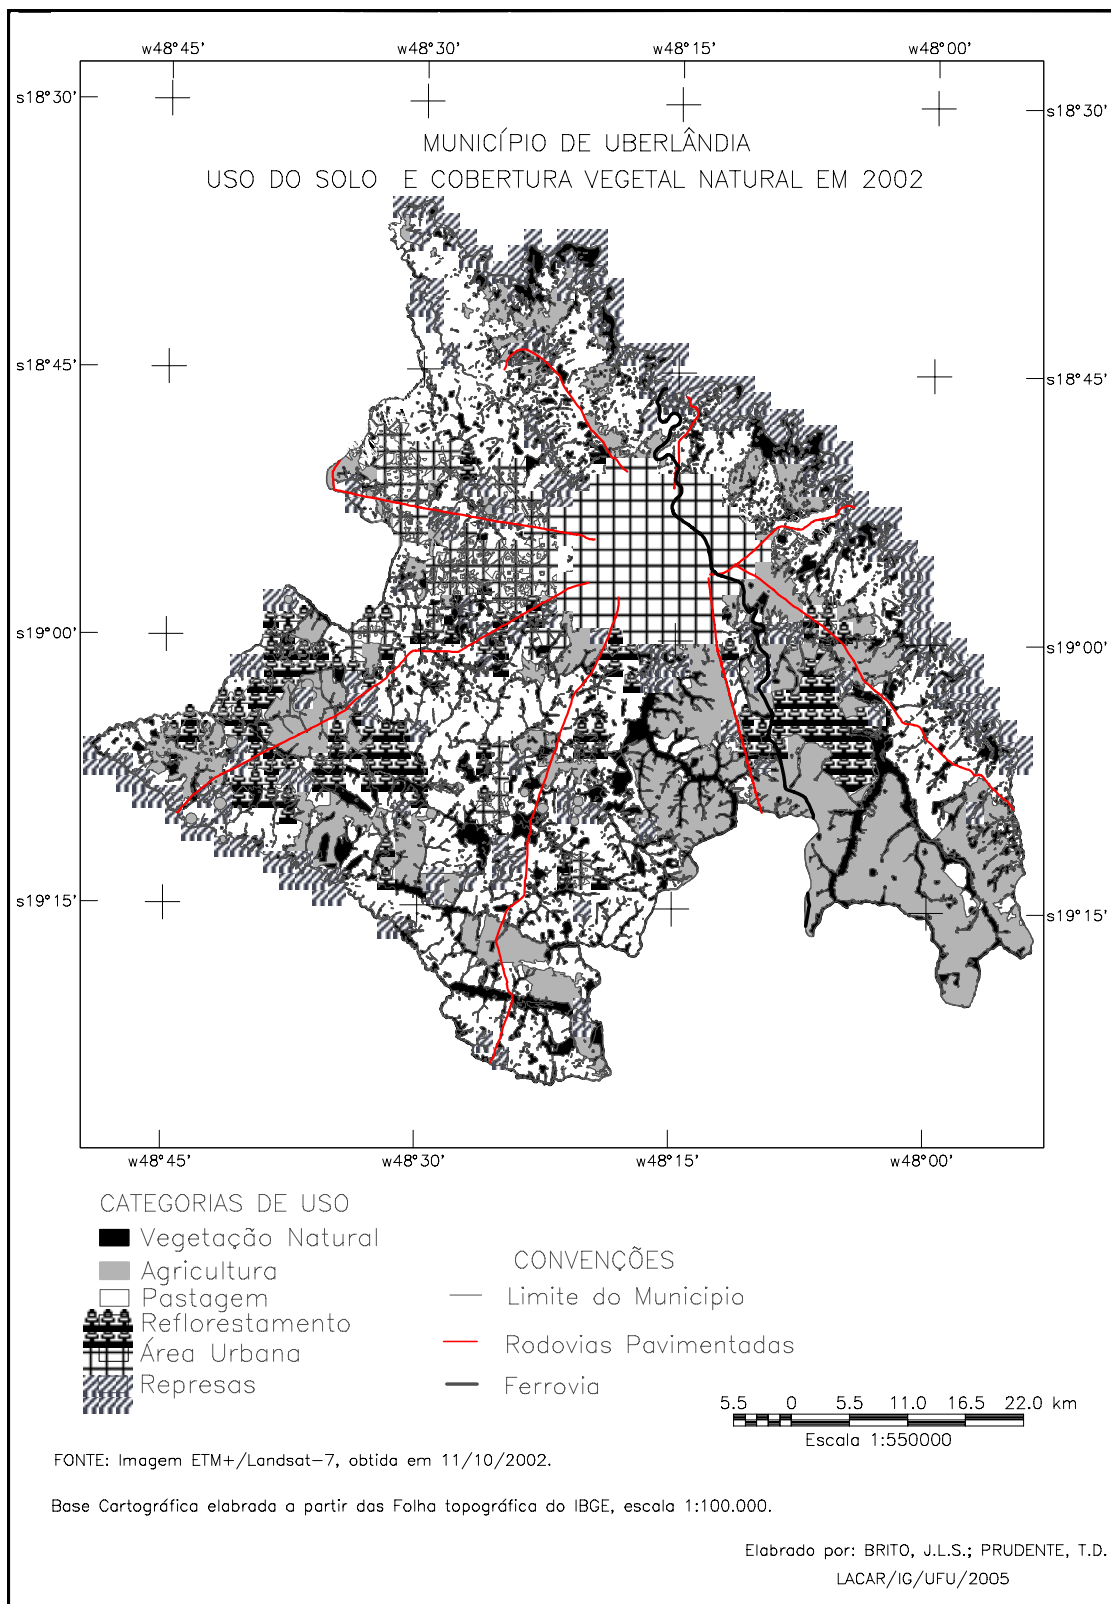 w48°45' w48°30' w48°15' w48°00'
s18°30' s18°30'
MUNICÍPIO DE UBERLÂNDIA
USO DO SOLO E COBERTURA VEGETAL NATURAL EM 2002
s18°45' s18°45'
s19°00' s19°00'
s19°15' s19°15'
w48°45' w48°30' w48°15' w48°00'
CATEGORIAS DE USO
Vegetação Natural
Agricultura
Pastagem
Reflorestamento
Área Urbana
Represas
CONVENÇÕES
Limite do Municipio
Rodovias Pavimentadas
Ferrovia
5.5 0 5.5 11.0 16.5 22.0 km
Escala 1:550000
FONTE: Imagem ETM+/Landsat-7, obtida em 11/10/2002.
Base Cartográfica elabrada a partir das Folha topográfica do IBGE, escala 1:100.000.
Elabrado por: BRITO, J.L.S.; PRUDENTE, T.D.
LACAR/IG/UFU/2005